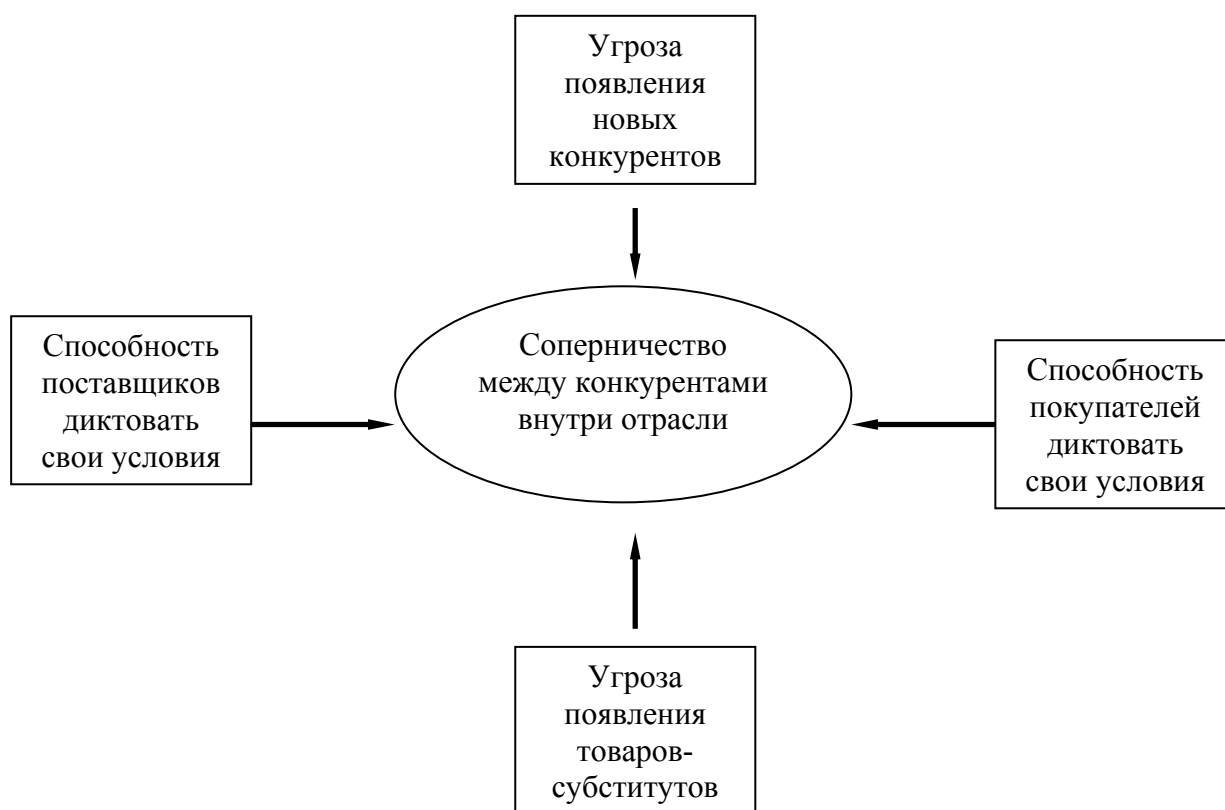 Угроза
появления
новых
конкурентов
Способность
поставщиков
диктовать
свои условия
Соперничество
между конкурентами
внутри отрасли
Способность
покупателей
диктовать
свои условия
Угроза
появления
товаров-
субститутов